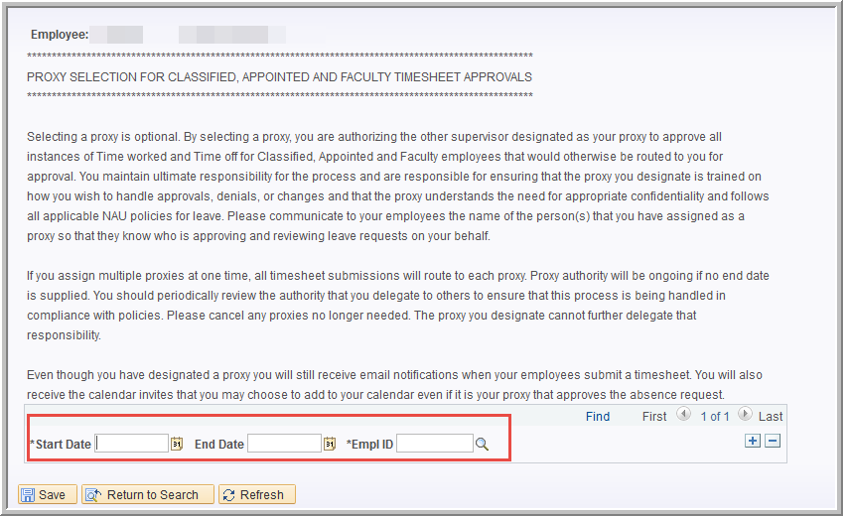 Employee:
****************************************************************************************************
PROXY SELECTION FOR CLASSIFIED, APPOINTED AND FACULTY TIMESHEET APPROVALS
****************************************************************************************************
Selecting a proxy is optional. By selecting a proxy, you are authorizing the other supervisor designated as your proxy to approve all
instances of Time worked and Time off for Classified, Appointed and Faculty employees that would otherwise be routed to you for
approval. You maintain ultimate responsibility for the process and are responsible for ensuring that the proxy you designate is trained on
how you wish to handle approvals, denials, or changes and that the proxy understands the need for appropriate confidentiality and follows
all applicable NAU policies for leave. Please communicate to your employees the name of the person(s) that you have assigned as a
proxy so that they know who is approving and reviewing leave requests on your behalf.
If you assign multiple proxies at one time, all timesheet submissions will route to each proxy. Proxy authority will be ongoing if no end date
is supplied. You should periodically review the authority that you delegate to others to ensure that this process is being handled in
compliance with policies. Please cancel any proxies no longer needed. The proxy you designate cannot further delegate that
responsibility.
Even though you have designated a proxy you will still receive email notifications when your employees submit a timesheet. You will also
receive the calendar invites that you may choose to add to your calendar even if it is your proxy that approves the absence request.
Find First 1 of 1 Last
*Start Date 31 End Date 31 *Empl ID
Save Return to Search Refresh